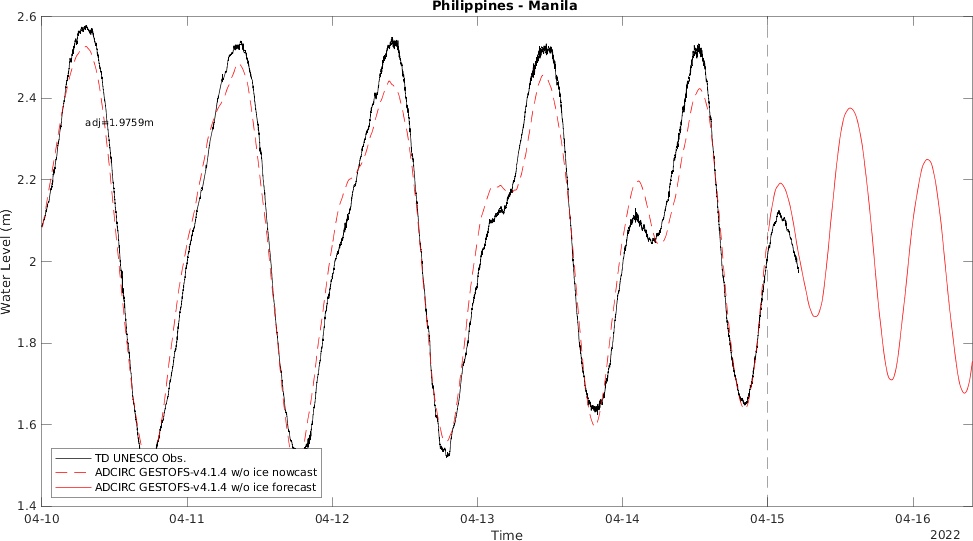 Philippines - Manila
2.6
2.4
adj=1.9759m
2.2
2
1.8
1.6
1.4
Water Level (m)
TD UNESCO Obs.
ADCIRC GESTOFS-v4.1.4 w/o ice nowcast
ADCIRC GESTOFS-v4.1.4 w/o ice forecast
04-10 04-11 04-12 04-13 04-14 04-15 04-16
Time
2022